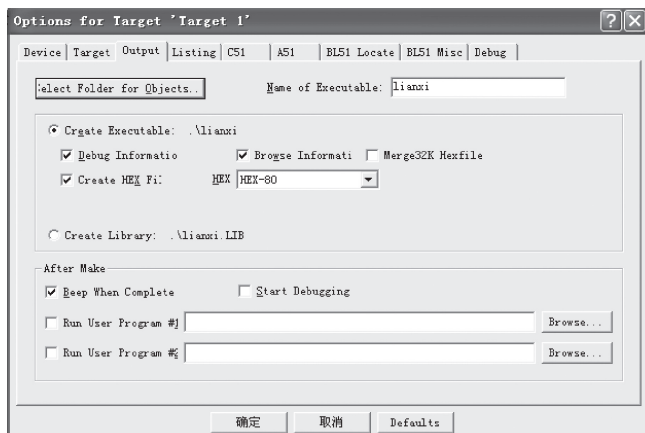 Options for Target 'Target 1'
Device Target Output Listing C51 A51 BL51 Locate BL51 Misc Debug
elect Folder for Objects.. Name of Executable: lianxi
Create Executable: .\lianxi
Debug Informatio Browse Informati Merge32K Hexfile
Create HEX Fi: HEX HEX-80
Create Library: .\lianxi.LIB
After Make
Beep When Complete Start Debugging
Run User Program #1 Browse...
Run User Program #2 Browse...
确定 取消 Defaults